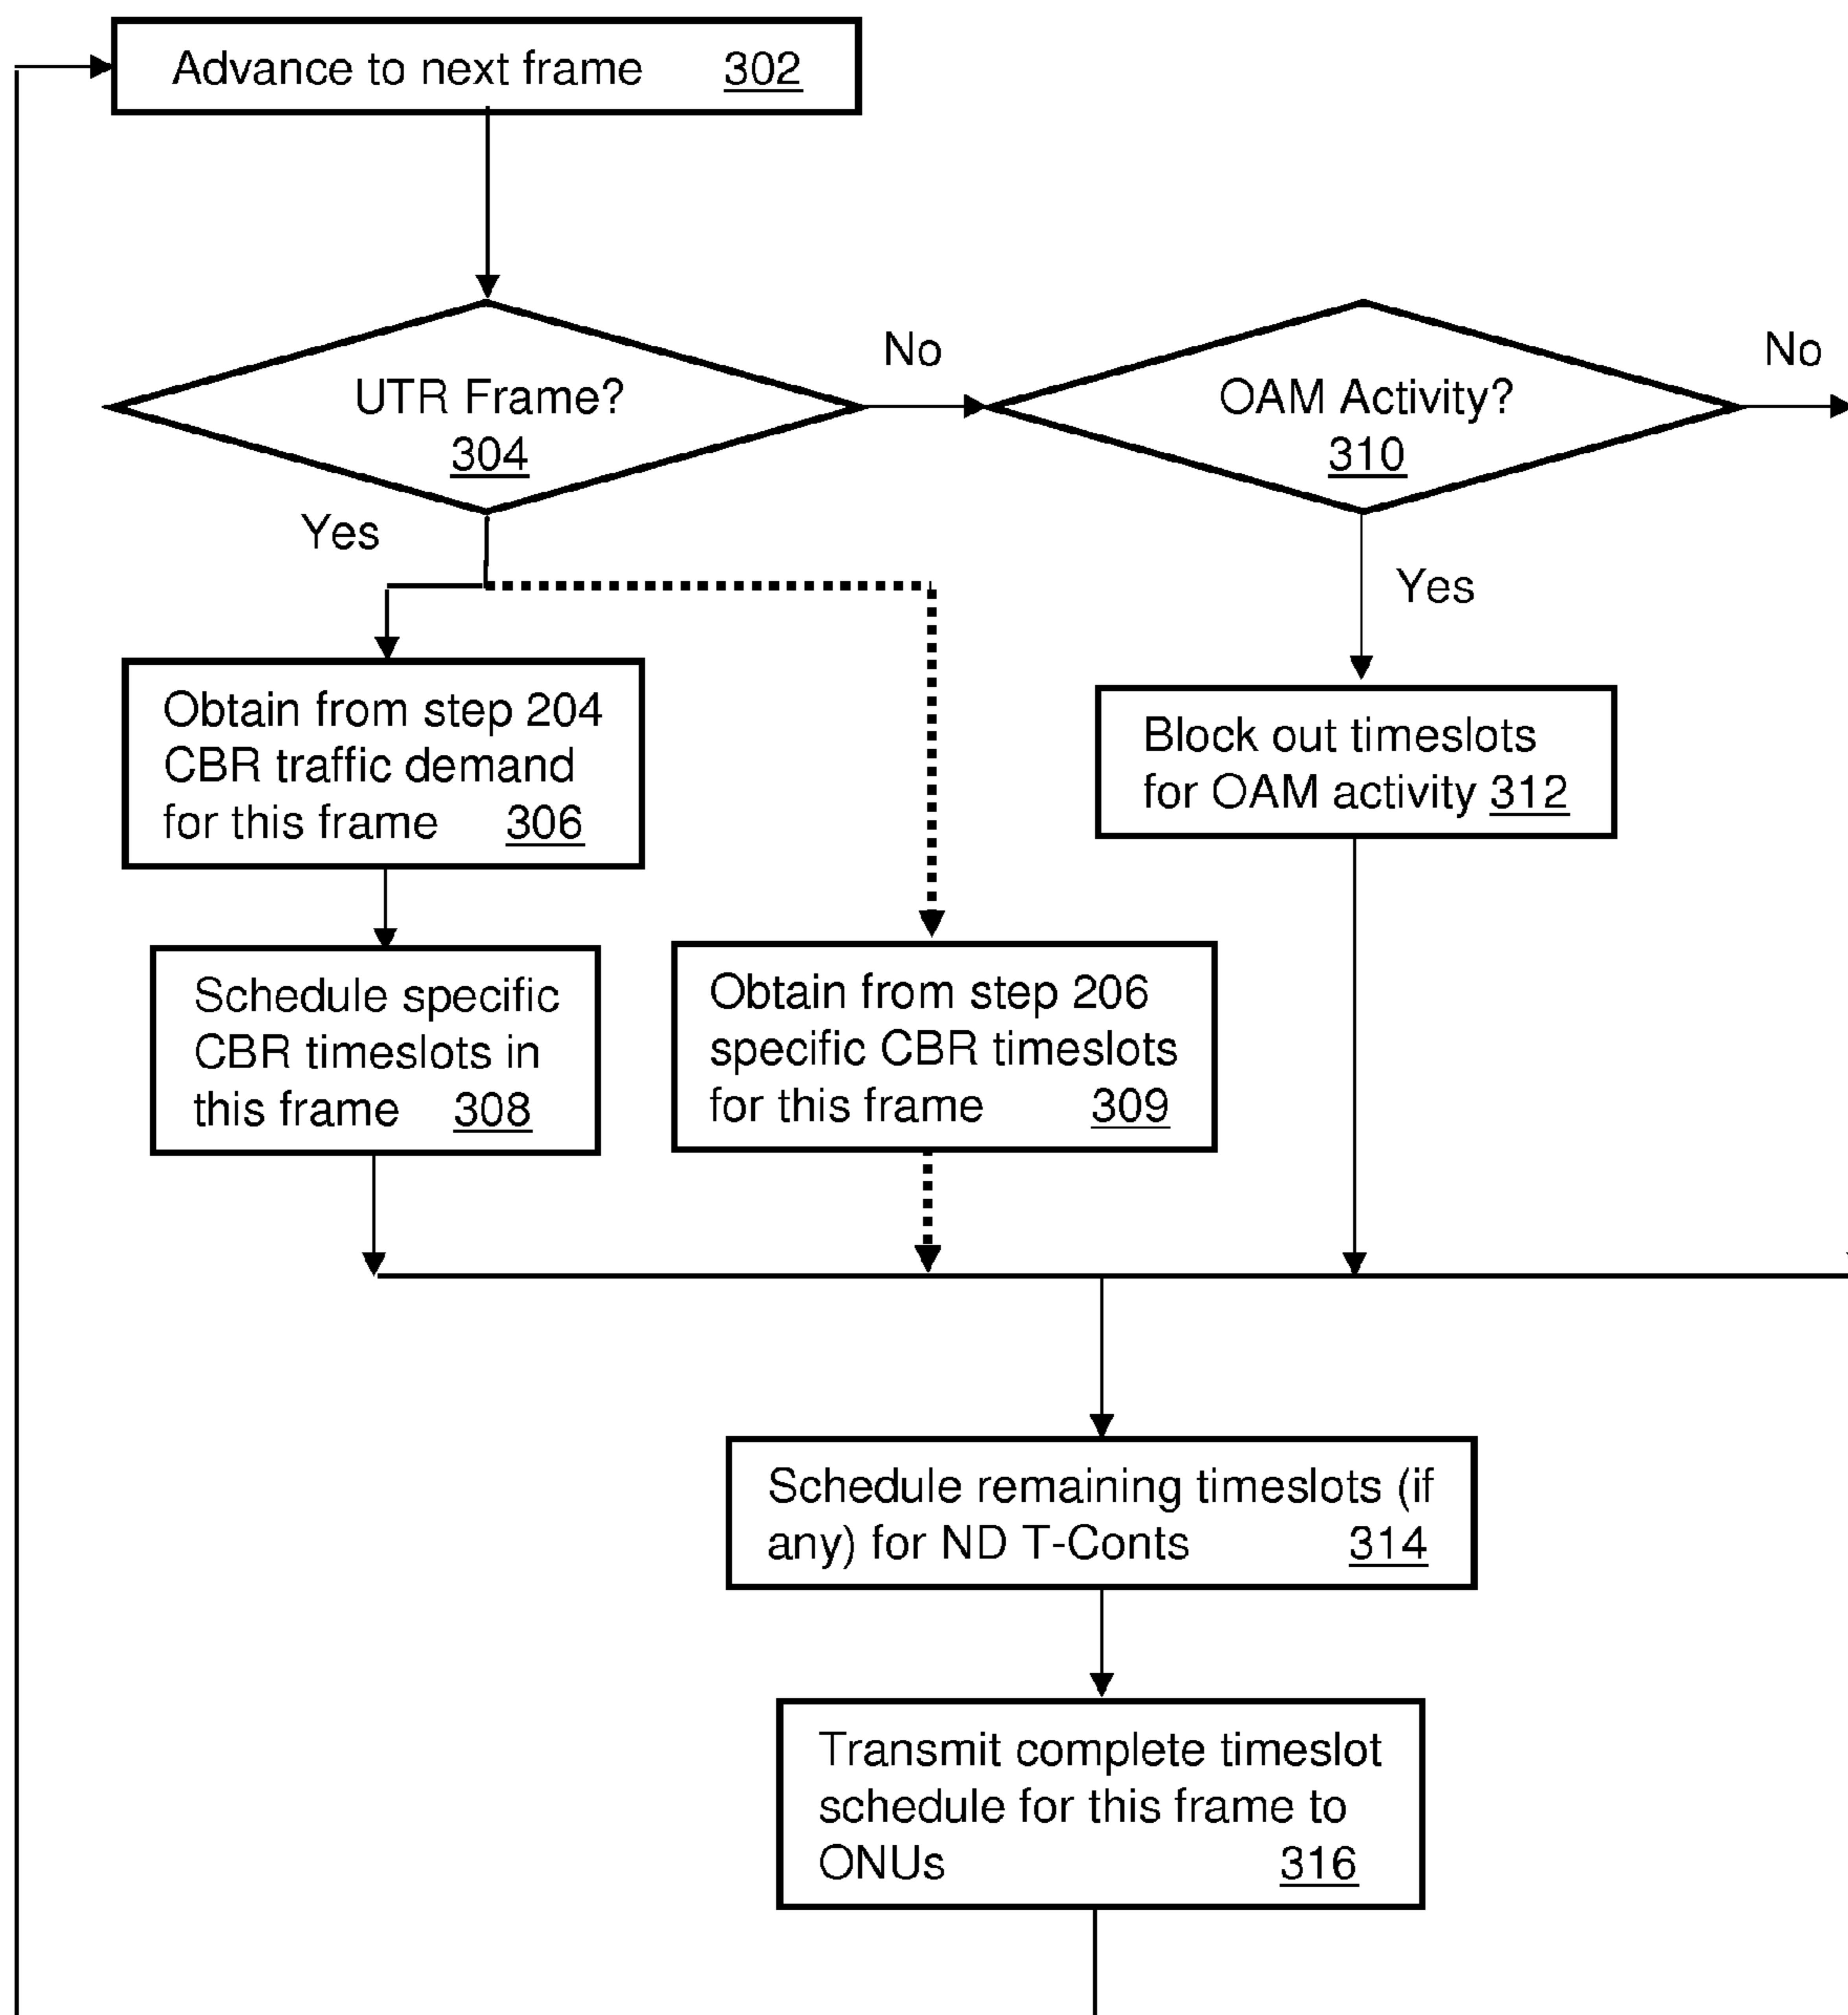 Advance to next frame 302
UTR Frame?
304
No
OAM Activity?
310
No
Yes
Yes
Obtain from step 204
CBR traffic demand
for this frame 306
Block out timeslots
for OAM activity 312
Schedule specific
CBR timeslots in
this frame 308
Obtain from step 206
specific CBR timeslots
for this frame 309
Schedule remaining timeslots (if
any) for ND T-Conts 314
Transmit complete timeslot
schedule for this frame to
ONUs 316